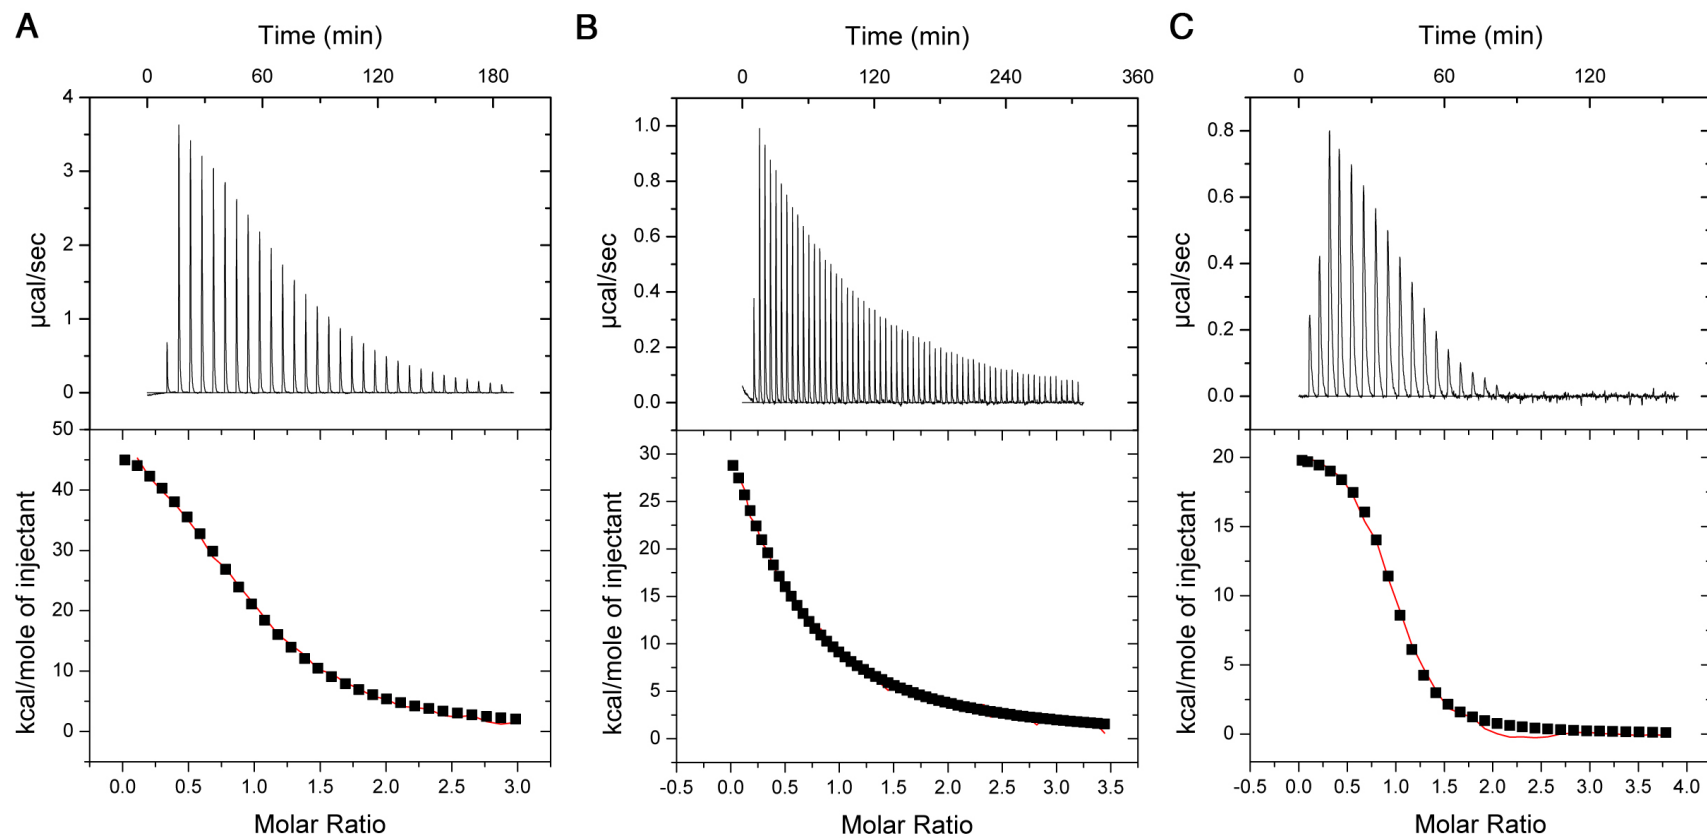 A
Time (min)
0 60 120 180
µcal/sec
4
3
2
1
0
kcal/mole of injectant
50
40
30
20
10
0
0.0 0.5 1.0 1.5 2.0 2.5 3.0
Molar Ratio
B
Time (min)
0 120 240 360
µcal/sec
1.0
0.8
0.6
0.4
0.2
0.0
kcal/mole of injectant
30
25
20
15
10
5
0
-0.5 0.0 0.5 1.0 1.5 2.0 2.5 3.0 3.5
Molar Ratio
C
Time (min)
0 60 120
µcal/sec
0.8
0.6
0.4
0.2
0.0
kcal/mole of injectant
20
15
10
5
0
-0.5 0.0 0.5 1.0 1.5 2.0 2.5 3.0 3.5 4.0
Molar Ratio